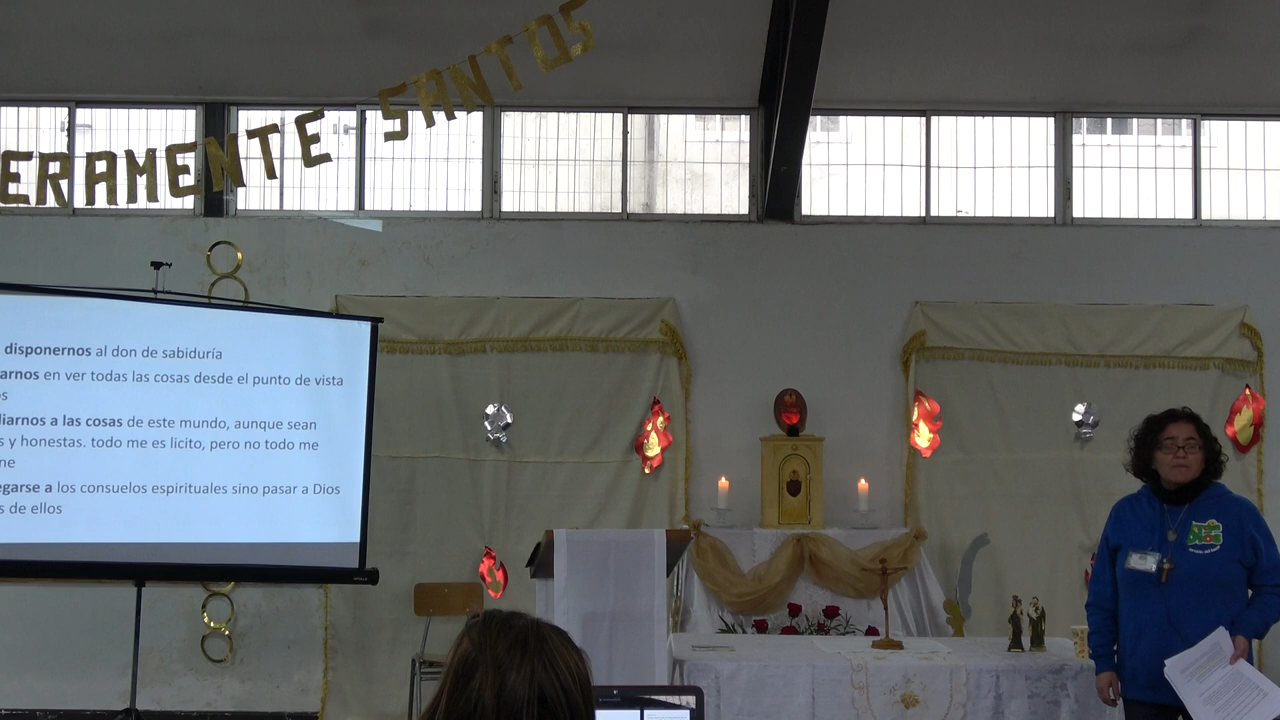 ERAMENTE SANTOS
disponernos al don de sabiduría
arnos en ver todas las cosas desde el punto de vista
os
diarnos a las cosas de este mundo, aunque sean
s y honestas. todo me es licito, pero no todo me
ne
egarse a los consuelos espirituales sino pasar a Dios
s de ellos